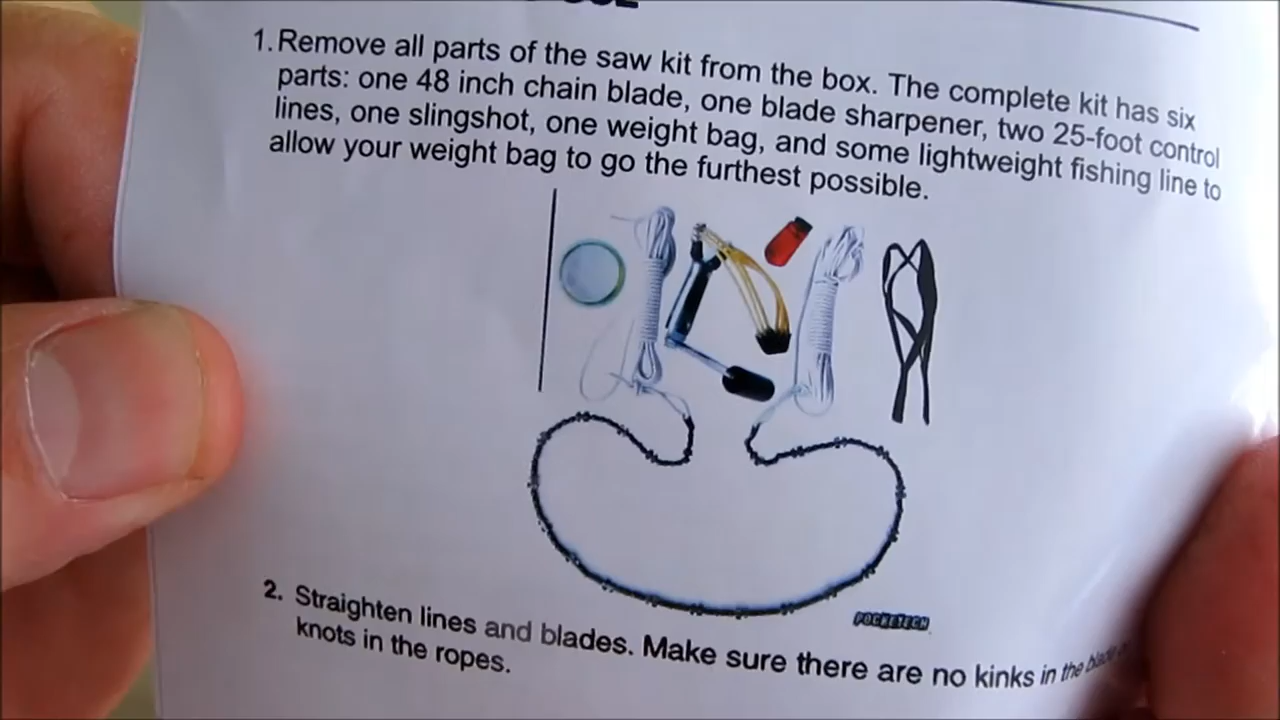 1. Remove all parts of the saw kit from the box. The complete kit has six
parts: one 48 inch chain blade, one blade sharpener, two 25-foot control
lines, one slingshot, one weight bag, and some lightweight fishing line to
allow your weight bag to go the furthest possible.
POCKETECH
2. Straighten lines and blades. Make sure there are no kinks in the blade
knots in the ropes.